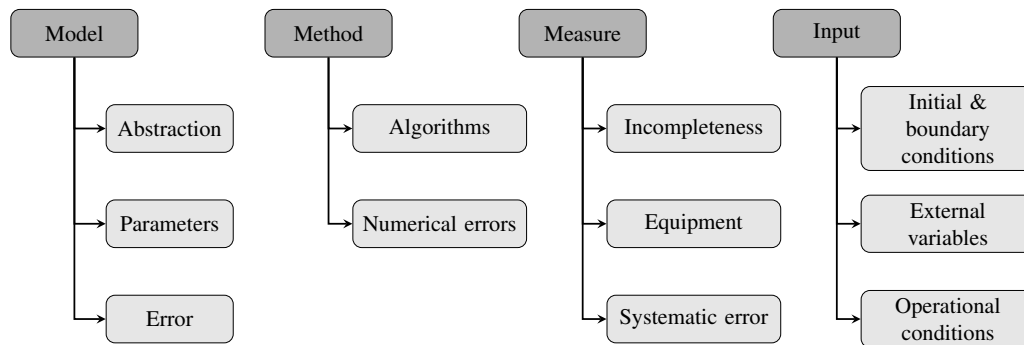 Model
Abstraction
Parameters
Error
Method
Algorithms
Numerical errors
Measure
Incompleteness
Equipment
Systematic error
Input
Initial &
boundary
conditions
External
variables
Operational
conditions